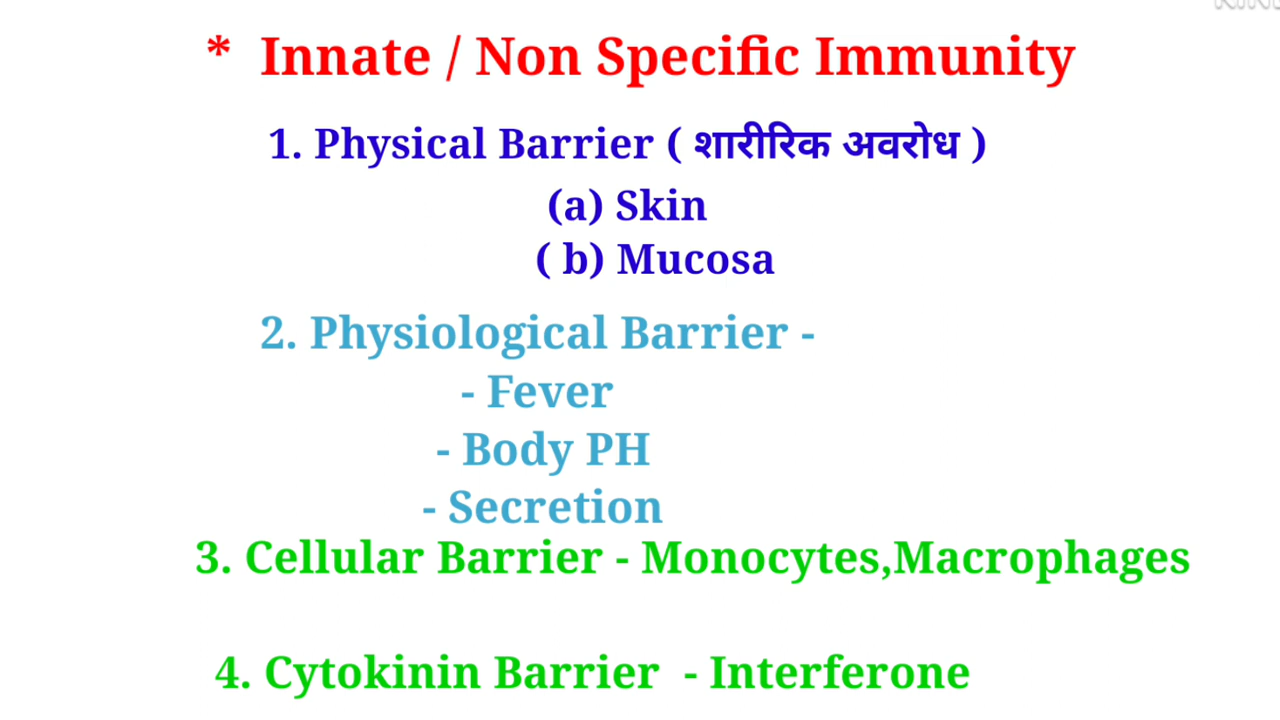 * Innate / Non Specific Immunity
1. Physical Barrier ( शारीरिक अवरोध )
(a) Skin
( b) Mucosa
2. Physiological Barrier -
- Fever
- Body PH
- Secretion
3. Cellular Barrier - Monocytes,Macrophages
4. Cytokinin Barrier - Interferone